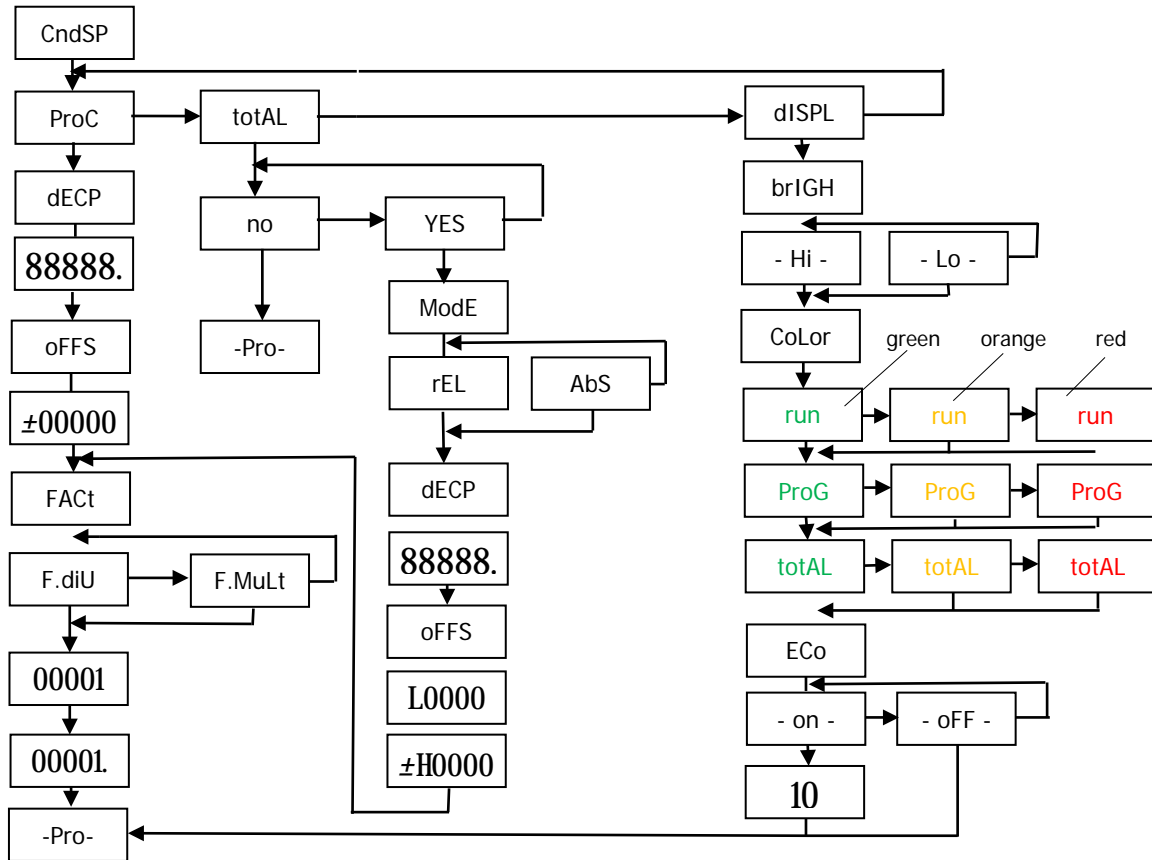 CndSP
ProC totAL dISPL
dECP brIGH
no YES
88888. - Hi - - Lo -
ModE
oFFS -Pro- CoLor green orange red
rEL AbS
±00000 run run run
FACt dECP ProG ProG ProG
88888.
F.diU F.MuLt totAL totAL totAL
oFFS
00001 ECo
L0000 - on - - oFF -
00001. ±H0000 10
-Pro-